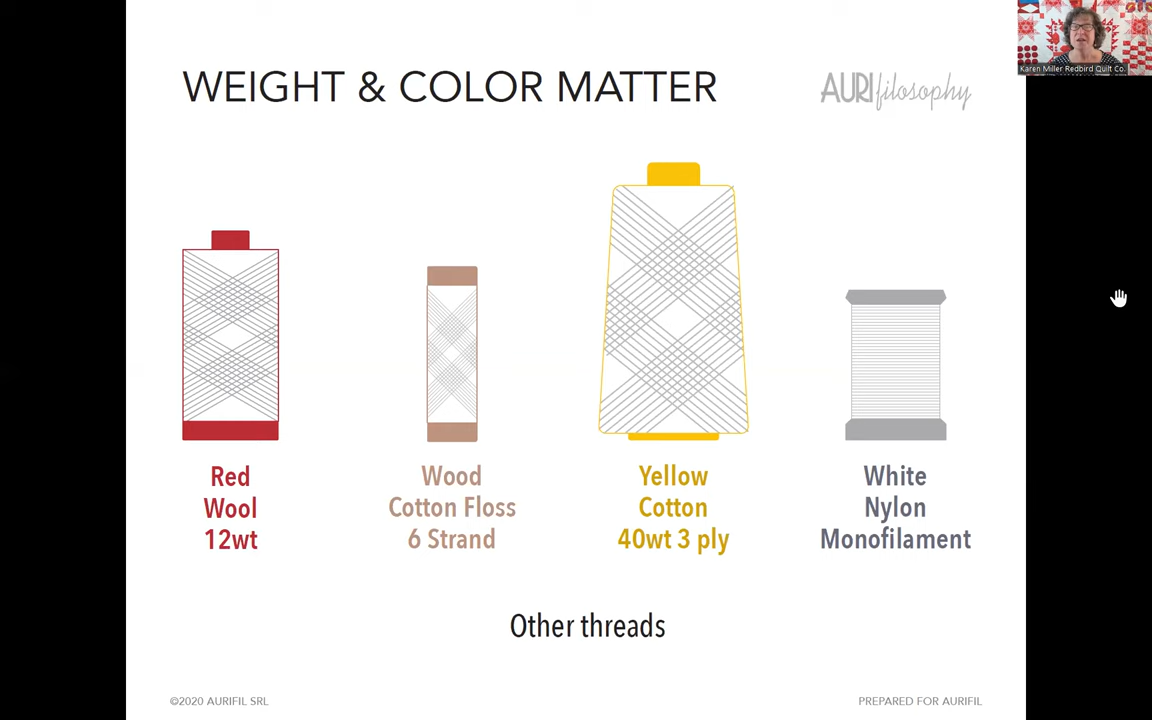 Karen Miller Redbird Quilt Co.
WEIGHT & COLOR MATTER
AURIfilosophy
Red
Wool
12wt
Wood
Cotton Floss
6 Strand
Yellow
Cotton
40wt 3 ply
White
Nylon
Monofilament
Other threads
©2020 AURIFIL SRL
PREPARED FOR AURIFIL